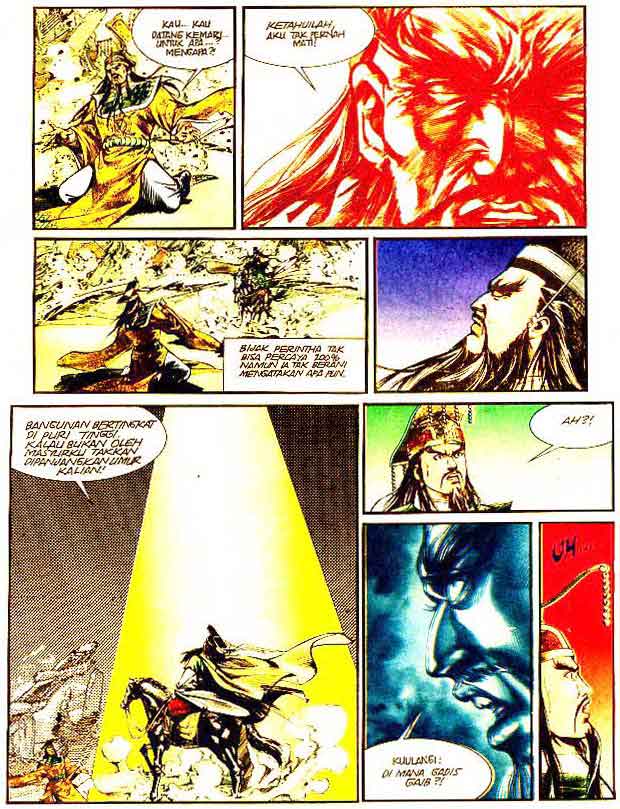 KAU... KAU
DATANG KEMARI...
UNTUK APA...?
MENGAPA?
KETAHUILAH,
AKU TAK PERNAH
MATI!
BIJAK PERINTHA TAK
BISA PERCAYA 100%
NAMUN IA TAK BERANI
MENGATAKAN APA PUN.
BANGUNAN BERTINGKAT
DI PURI TINGGI,
KALAU BUKAN OLEH
MASYURKU TAKKAN
DIPANJANGKAN UMUR
KALIAN!
AH?!
UH...
KUULANGI:
DI MANA GADIS
GAIB?!